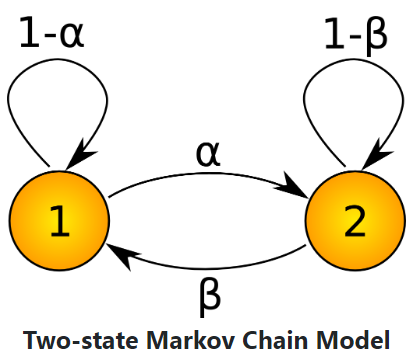 1-α
1-β
α
1
2
β
Two-state Markov Chain Model